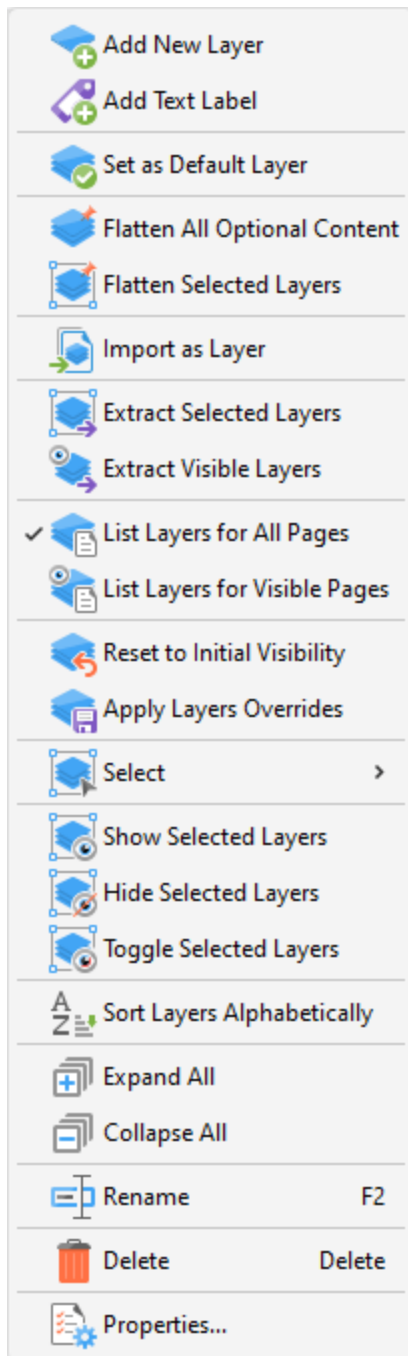 Add New Layer
Add Text Label
Set as Default Layer
Flatten All Optional Content
Flatten Selected Layers
Import as Layer
Extract Selected Layers
Extract Visible Layers
List Layers for All Pages
List Layers for Visible Pages
Reset to Initial Visibility
Apply Layers Overrides
Select
Show Selected Layers
Hide Selected Layers
Toggle Selected Layers
Sort Layers Alphabetically
Expand All
Collapse All
Rename F2
Delete Delete
Properties...